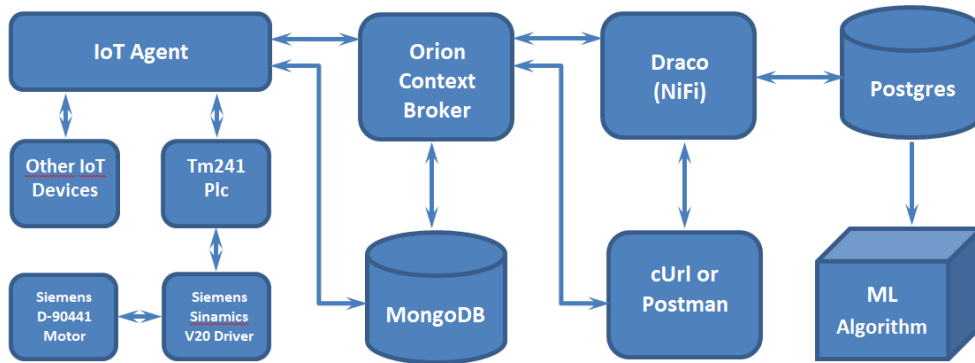 IoT Agent
Orion
Context
Broker
Draco
(NiFi)
Postgres
Other IoT
Devices
Tm241
Plc
Siemens
D-90441
Motor
Siemens
Sinamics
V20 Driver
MongoDB
cUrl or
Postman
ML
Algorithm